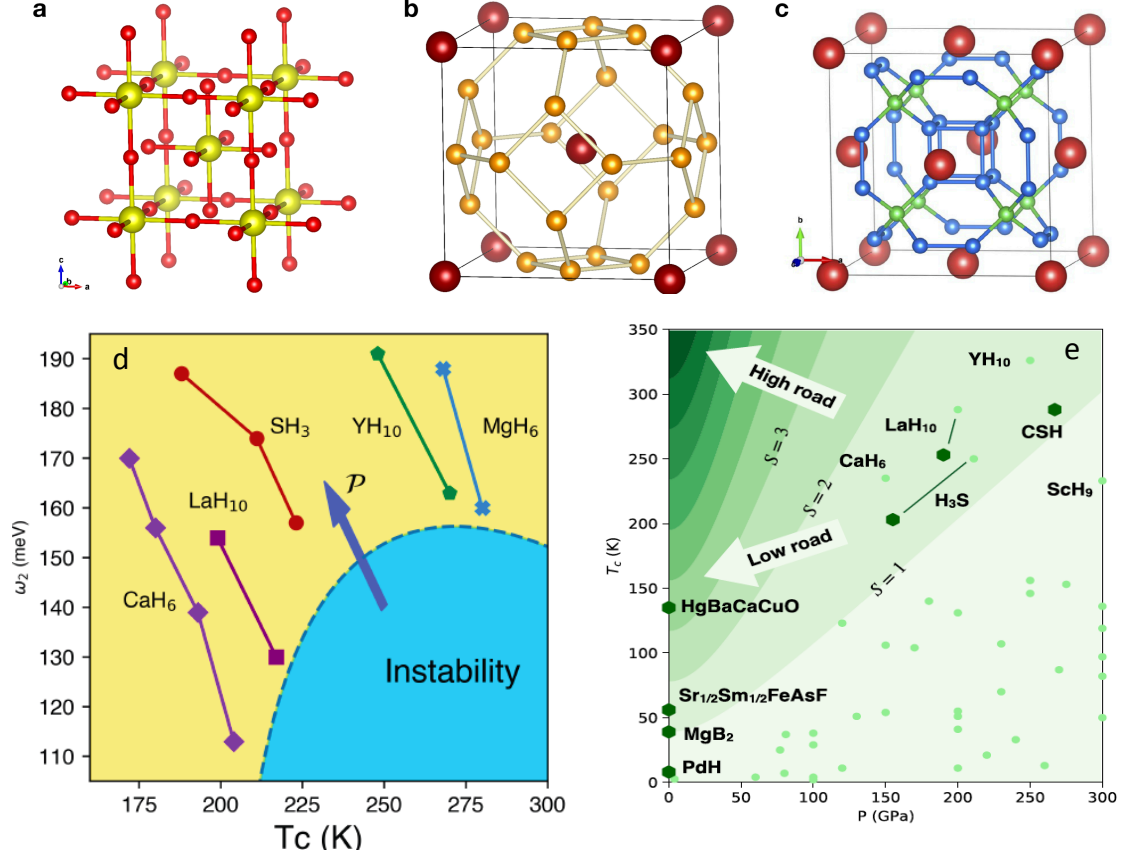 a
b
c
c
b
a
b
a
d
190
180
170
160
150
140
130
120
110
ω₂ (meV)
SH₃
YH₁₀
MgH₆
LaH₁₀
CaH₆
P
Instability
175
200
225
250
275
300
Tc (K)
e
350
300
250
200
150
100
50
0
T_c (K)
High road
Low road
S = 3
S = 2
S = 1
YH₁₀
LaH₁₀
CSH
CaH₆
H₃S
ScH₉
HgBaCaCuO
Sr₁/₂Sm₁/₂FeAsF
MgB₂
PdH
0
50
100
150
200
250
300
P (GPa)